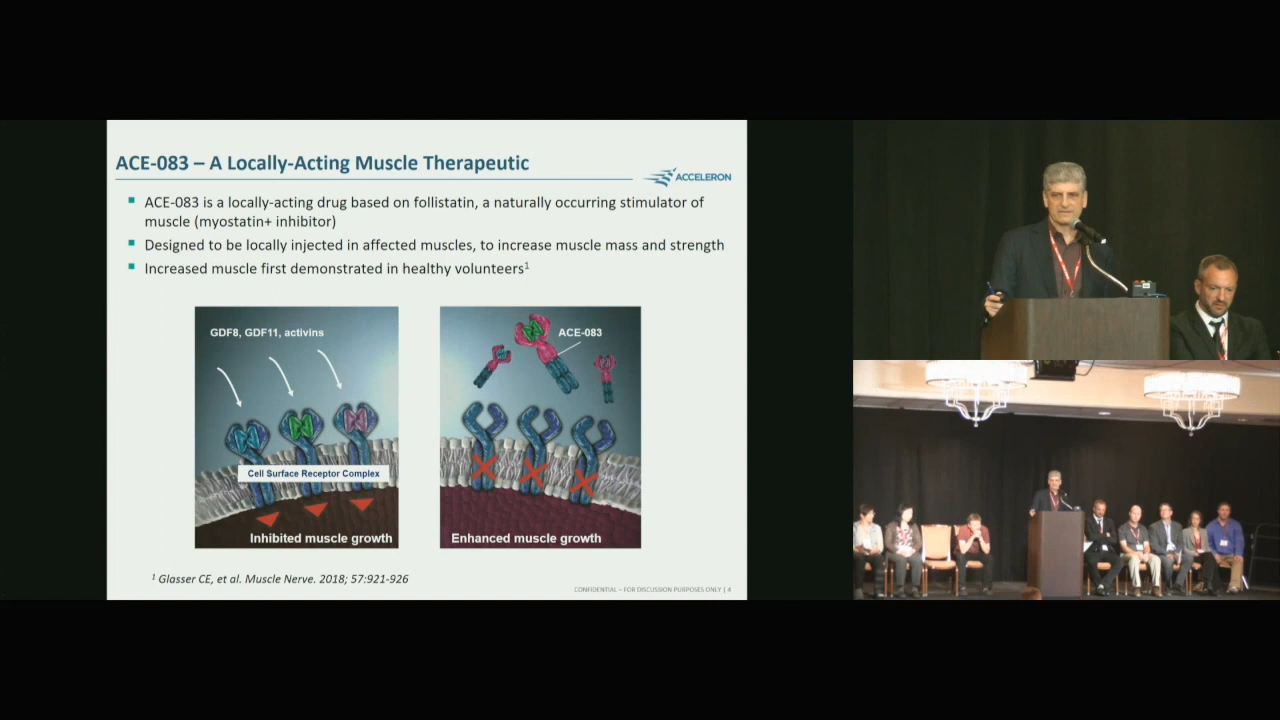 ACE-083 – A Locally-Acting Muscle Therapeutic
ACCELERON
ACE-083 is a locally-acting drug based on follistatin, a naturally occurring stimulator of
muscle (myostatin+ inhibitor)
Designed to be locally injected in affected muscles, to increase muscle mass and strength
Increased muscle first demonstrated in healthy volunteers1
GDF8, GDF11, activins
Cell Surface Receptor Complex
Inhibited muscle growth
ACE-083
Enhanced muscle growth
1 Glasser CE, et al. Muscle Nerve. 2018; 57:921-926
CONFIDENTIAL – FOR DISCUSSION PURPOSES ONLY | 4